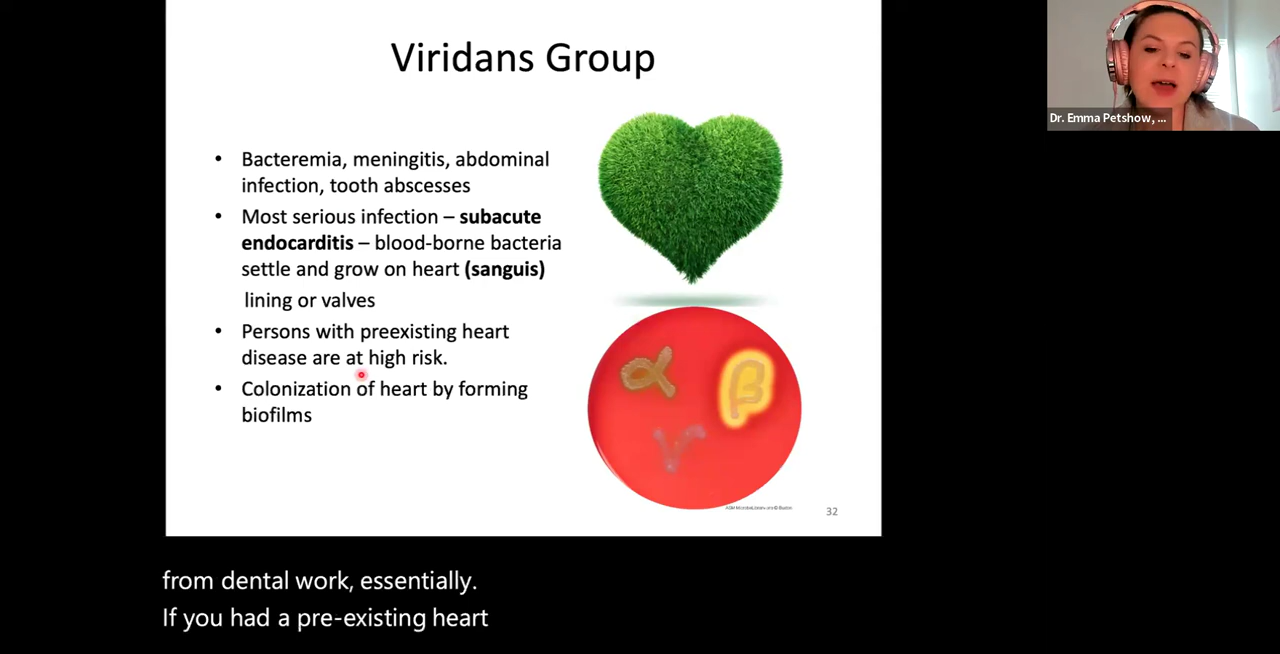 Viridans Group
• Bacteremia, meningitis, abdominal
infection, tooth abscesses
• Most serious infection – subacute
endocarditis – blood-borne bacteria
settle and grow on heart (sanguis)
lining or valves
• Persons with preexisting heart
disease are at high risk.
• Colonization of heart by forming
biofilms
α
β
γ
32
Dr. Emma Petshow, ...
from dental work, essentially.
If you had a pre-existing heart